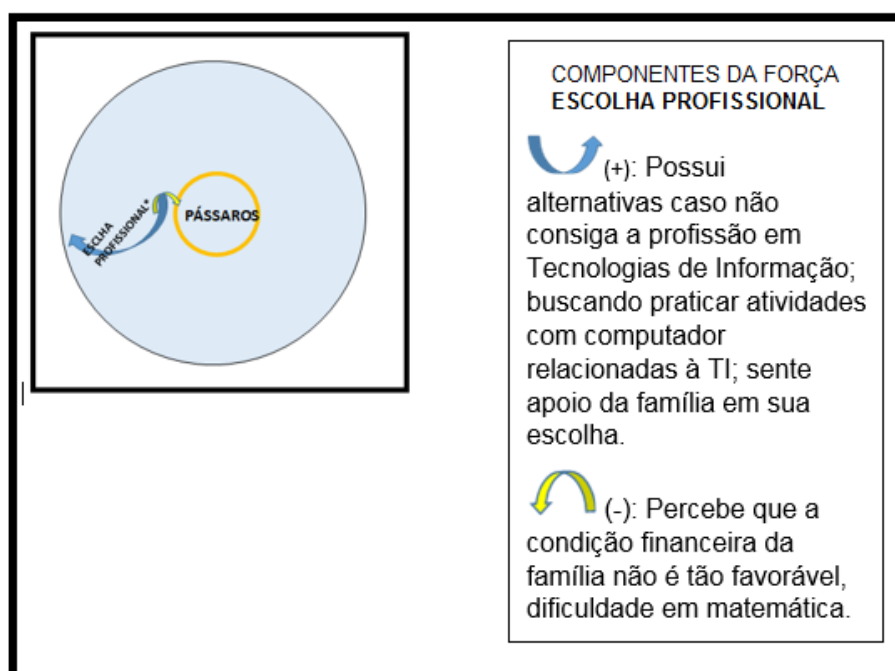 ESCLHA
PROFISSIONAL*
PÁSSAROS
COMPONENTES DA FORÇA
ESCOLHA PROFISSIONAL
(+): Possui
alternativas caso não
consiga a profissão em
Tecnologias de Informação;
buscando praticar atividades
com computador
relacionadas à TI; sente
apoio da família em sua
escolha.
(-): Percebe que a
condição financeira da
família não é tão favorável,
dificuldade em matemática.